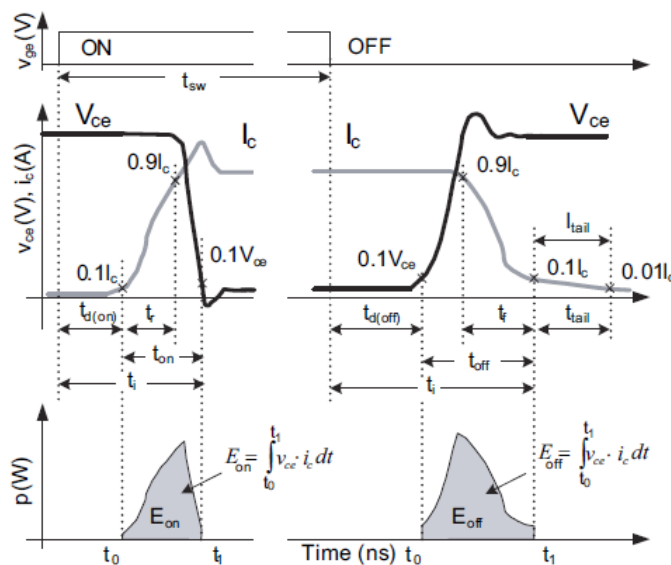 v_ge(V)
ON
OFF
t_sw
v_ce(V), i_c(A)
V_ce
I_c
I_c
V_ce
0.9I_c
0.9I_c
0.1V_ce
I_tail
0.1V_ce
0.1I_c
0.1I_c
0.01I_c
t_d(on)
t_r
t_d(off)
t_f
t_tail
t_on
t_off
t_i
t_i
p(W)
E_on = ∫_t0^t1 v_ce · i_c dt
E_off = ∫_t0^t1 v_ce · i_c dt
E_on
E_off
t_0
t_1
Time (ns)
t_0
t_1